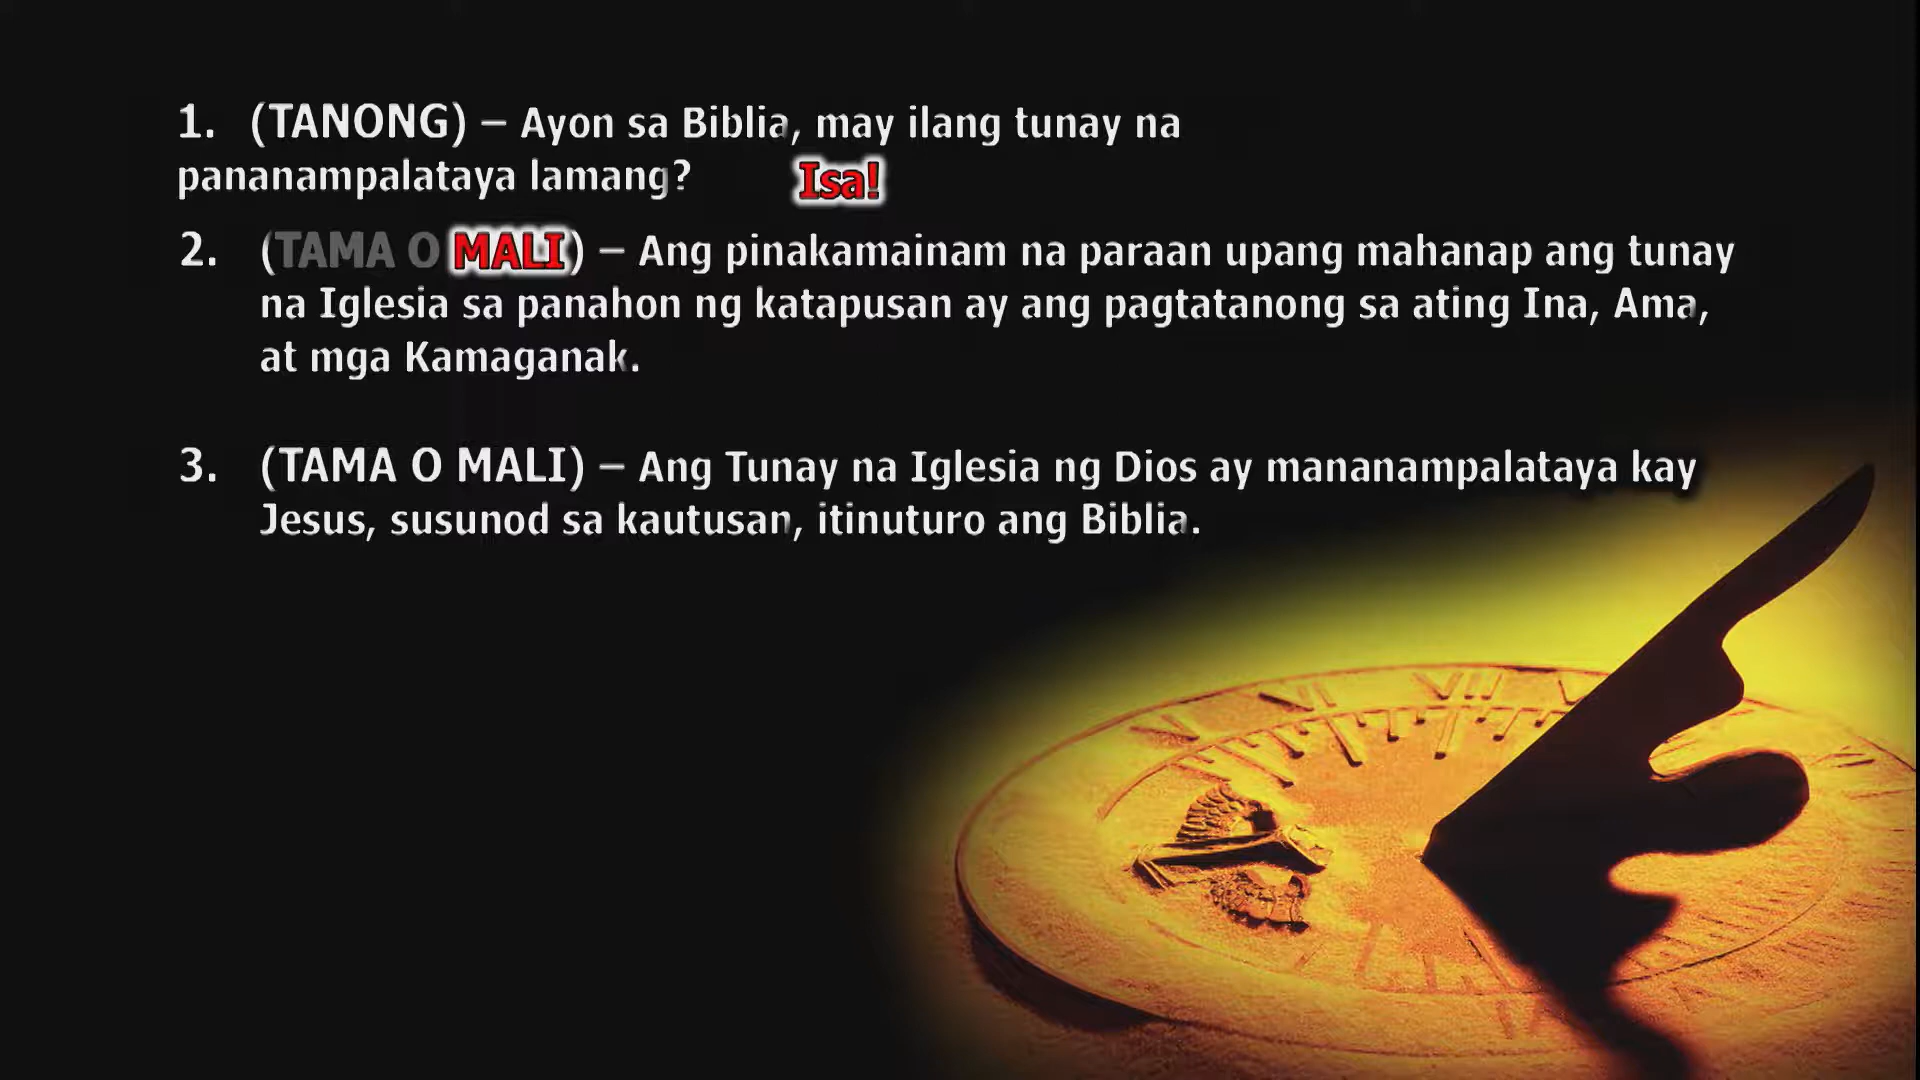 1. (TANONG) – Ayon sa Biblia, may ilang tunay na
pananampalataya lamang? Isa!
2. (TAMA O MALI) – Ang pinakamainam na paraan upang mahanap ang tunay
na Iglesia sa panahon ng katapusan ay ang pagtatanong sa ating Ina, Ama,
at mga Kamaganak.
3. (TAMA O MALI) – Ang Tunay na Iglesia ng Dios ay mananampalataya kay
Jesus, susunod sa kautusan, itinuturo ang Biblia.